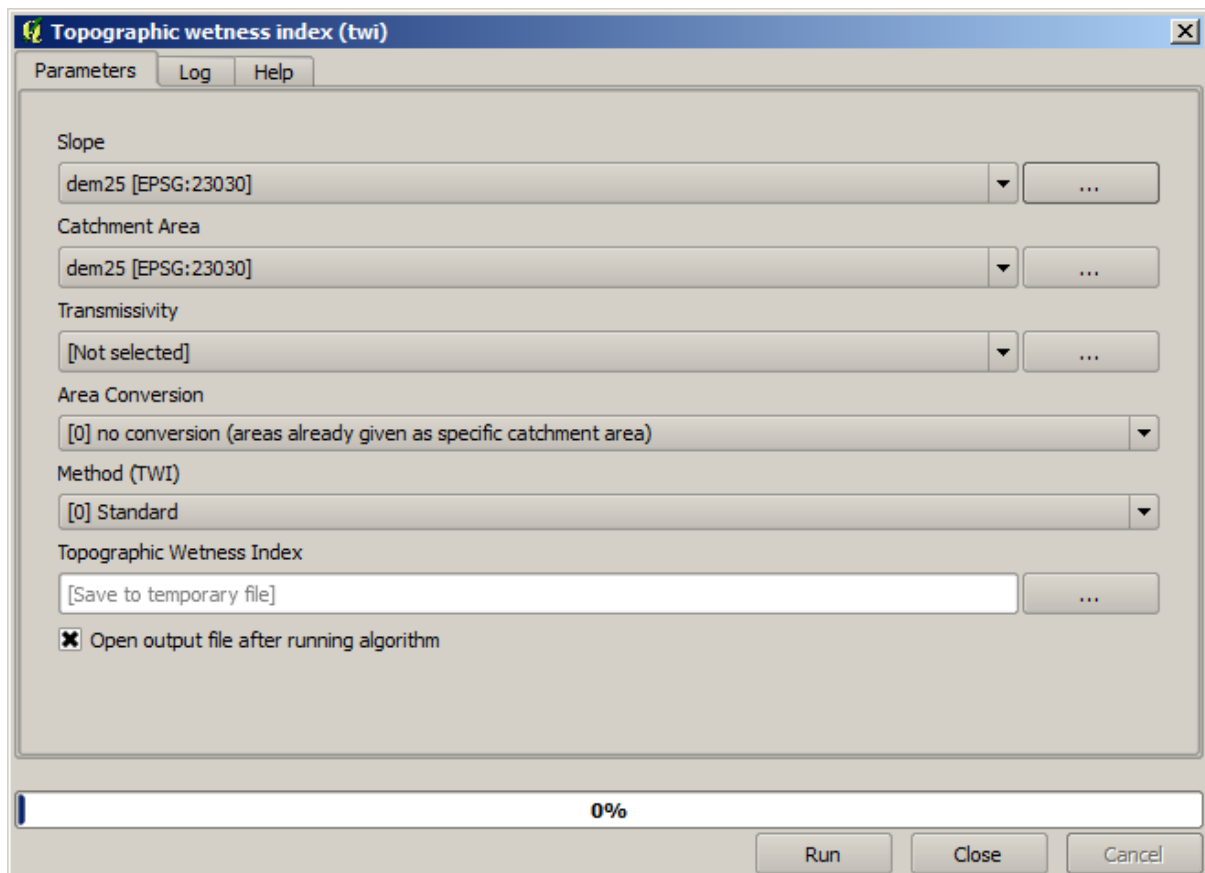 Topographic wetness index (twi)
Parameters Log Help
Slope
dem25 [EPSG:23030]
...
Catchment Area
dem25 [EPSG:23030]
...
Transmissivity
[Not selected]
...
Area Conversion
[0] no conversion (areas already given as specific catchment area)
Method (TWI)
[0] Standard
Topographic Wetness Index
[Save to temporary file]
...
Open output file after running algorithm
0%
Run Close Cancel